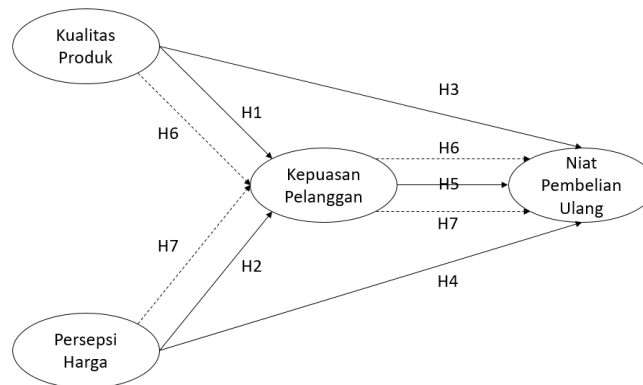 Kualitas
Produk
H3
H1
H6
H6
Kepuasan
Pelanggan
H5
Niat
Pembelian
Ulang
H7
H7
H2
H4
Persepsi
Harga